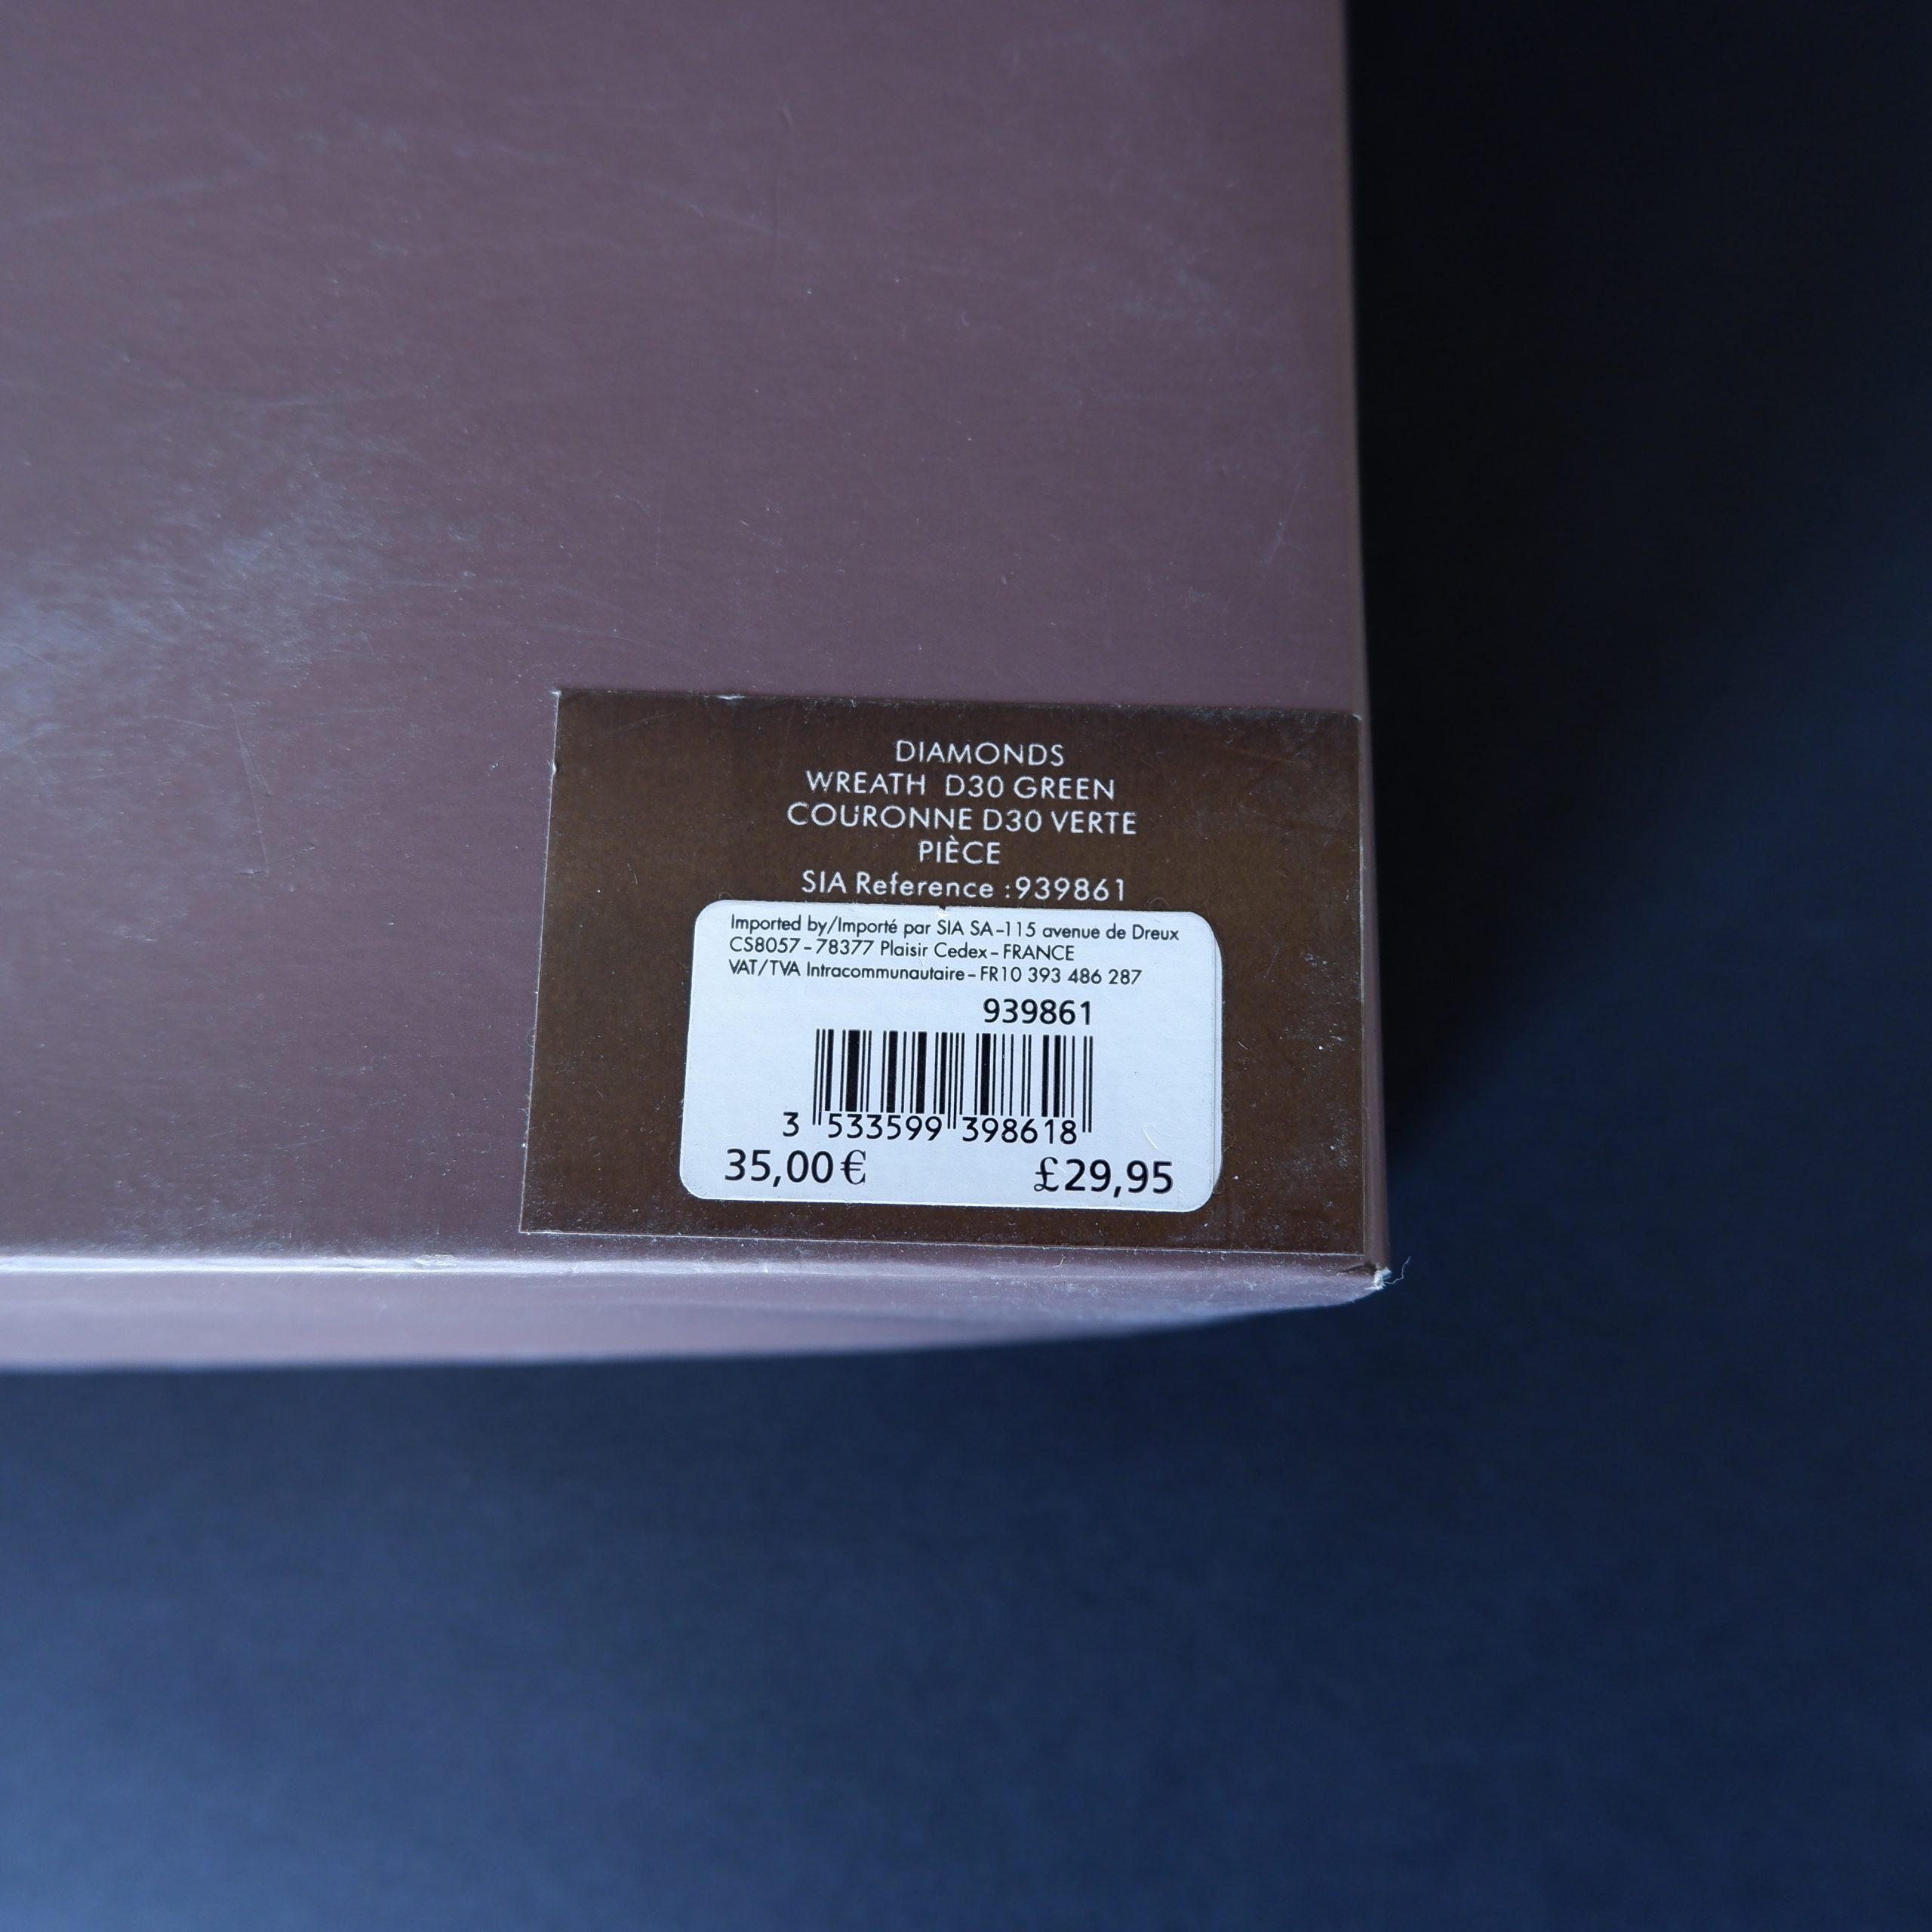 DIAMONDS
WREATH D30 GREEN
COURONNE D30 VERTE
PIÈCE
SIA Reference :939861
Imported by/Importé par SIA SA-115 avenue de Dreux
CS8057-78377 Plaisir Cedex-FRANCE
VAT/TVA Intracommunautaire-FR10 393 486 287
939861
3 533599 398618
35,00€ £29,95